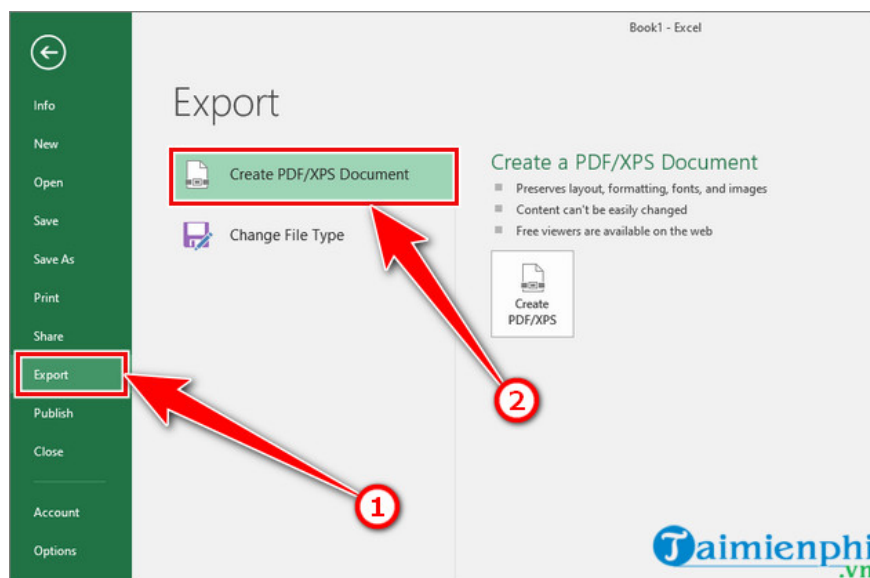 Book1 - Excel
Info
New
Open
Save
Save As
Print
Share
Export
Publish
Close
Account
Options
Export
Create PDF/XPS Document
Change File Type
Create a PDF/XPS Document
Preserves layout, formatting, fonts, and images
Content can't be easily changed
Free viewers are available on the web
Create
PDF/XPS
1
2
Taimienphi
.vn